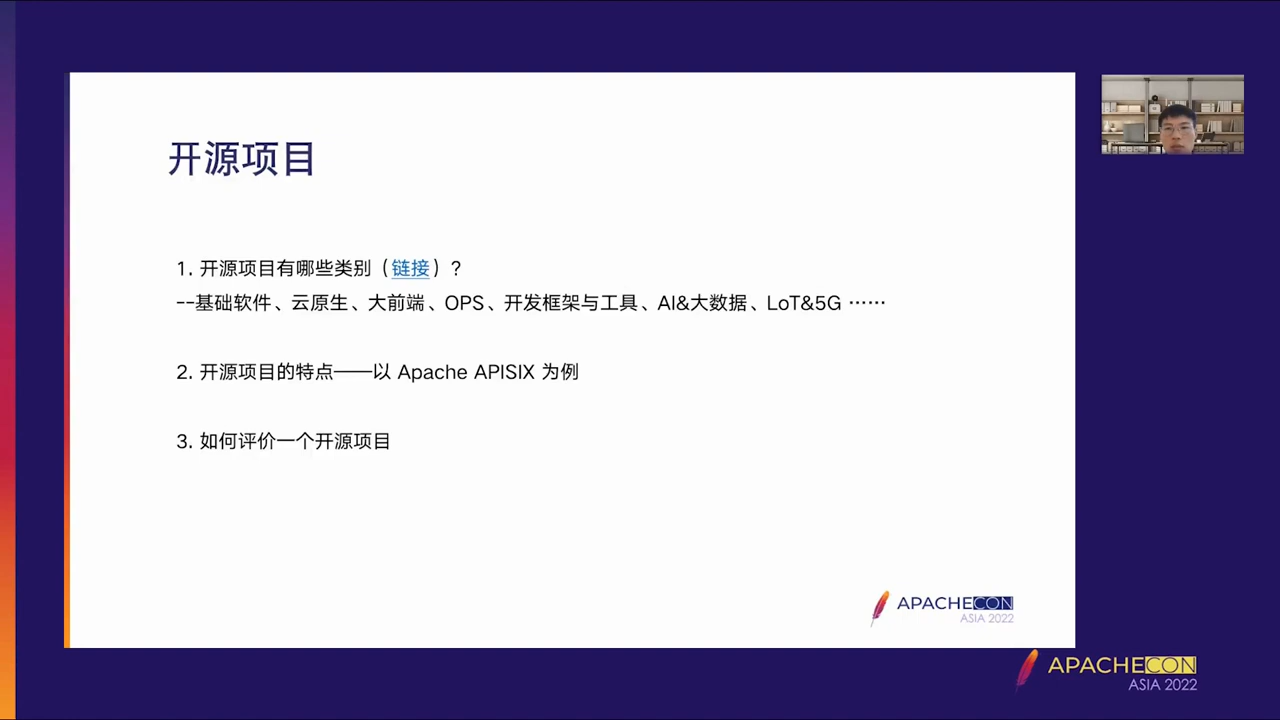 开源项目
1. 开源项目有哪些类别（链接）?
--基础软件、云原生、大前端、OPS、开发框架与工具、AI&大数据、LoT&5G ……
2. 开源项目的特点——以 Apache APISIX 为例
3. 如何评价一个开源项目
APACHECON
ASIA 2022
APACHECON
ASIA 2022